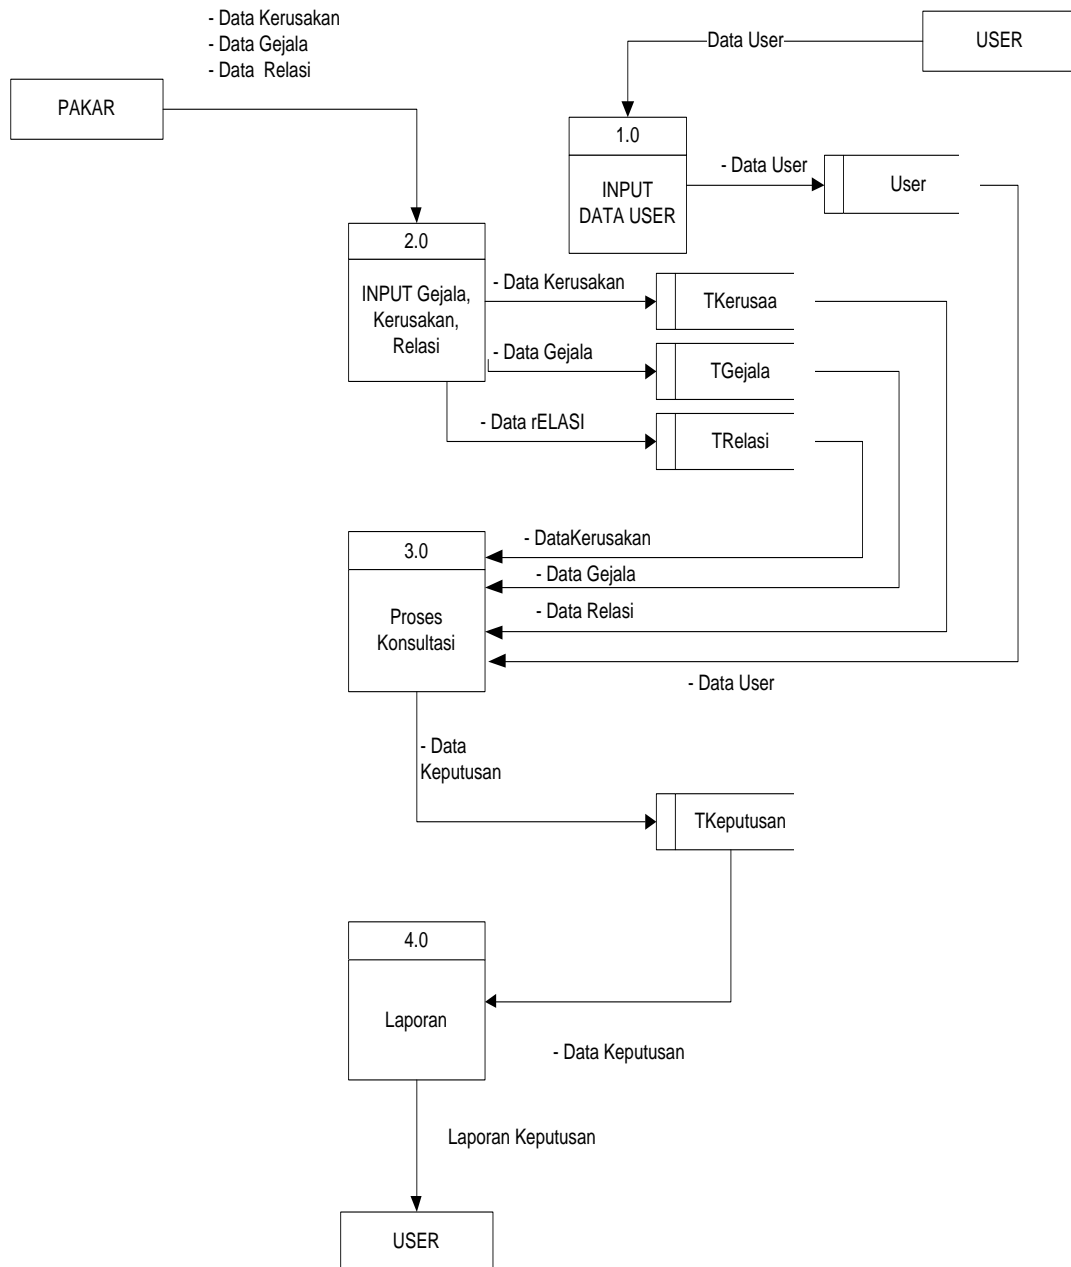 - Data Kerusakan
- Data Gejala
- Data  Relasi
Data User
USER
PAKAR
1.0
INPUT
DATA USER
- Data User
User
2.0
INPUT Gejala,
Kerusakan,
Relasi
- Data Kerusakan
TKerusaa
- Data Gejala
TGejala
- Data rELASI
TRelasi
3.0
Proses
Konsultasi
- DataKerusakan
- Data Gejala
- Data Relasi
- Data User
- Data
Keputusan
TKeputusan
4.0
Laporan
- Data Keputusan
Laporan Keputusan
USER